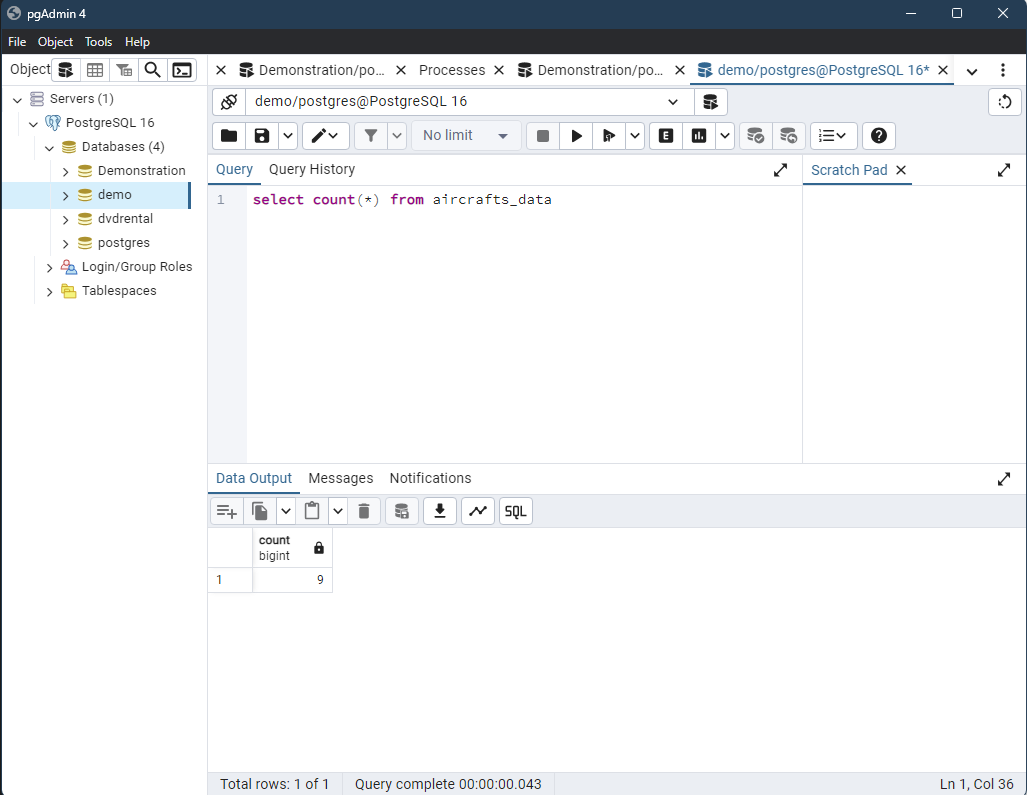 pgAdmin 4
File Object Tools Help
Object
Demonstration/po... Processes Demonstration/po... demo/postgres@PostgreSQL 16*
Servers (1)
PostgreSQL 16
Databases (4)
Demonstration
demo
dvdrental
postgres
Login/Group Roles
Tablespaces
demo/postgres@PostgreSQL 16
No limit
E
Query Query History
Scratch Pad
1 select count(*) from aircrafts_data
Data Output Messages Notifications
SQL
count
bigint
1 9
Total rows: 1 of 1 Query complete 00:00:00.043 Ln 1, Col 36